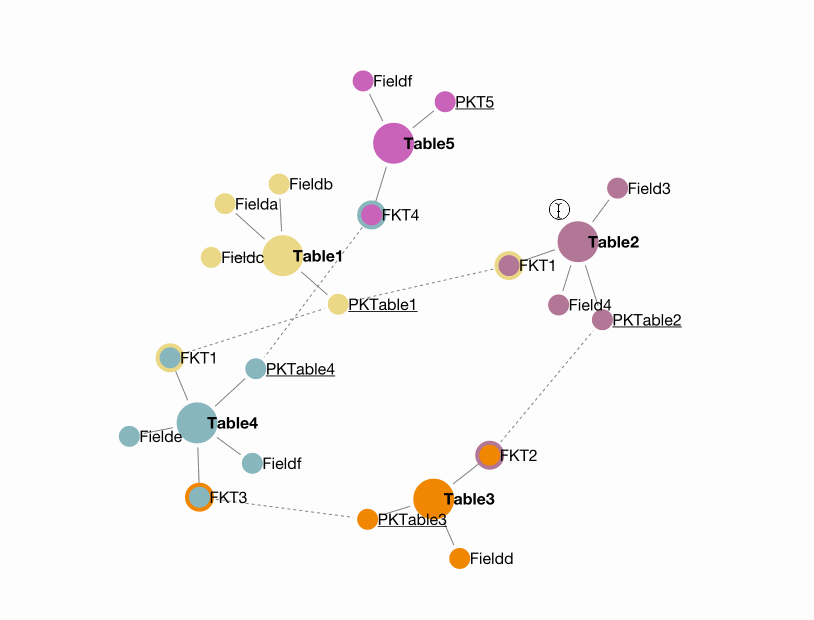 Fieldf
PKT5
Table5
Fieldb
Field3
Fielda
FKT4
Table2
Fieldc
Table1
FKT1
PKTable1
Field4
PKTable2
FKT1
PKTable4
Table4
Fielde
FKT2
Fieldf
FKT3
Table3
PKTable3
Fieldd